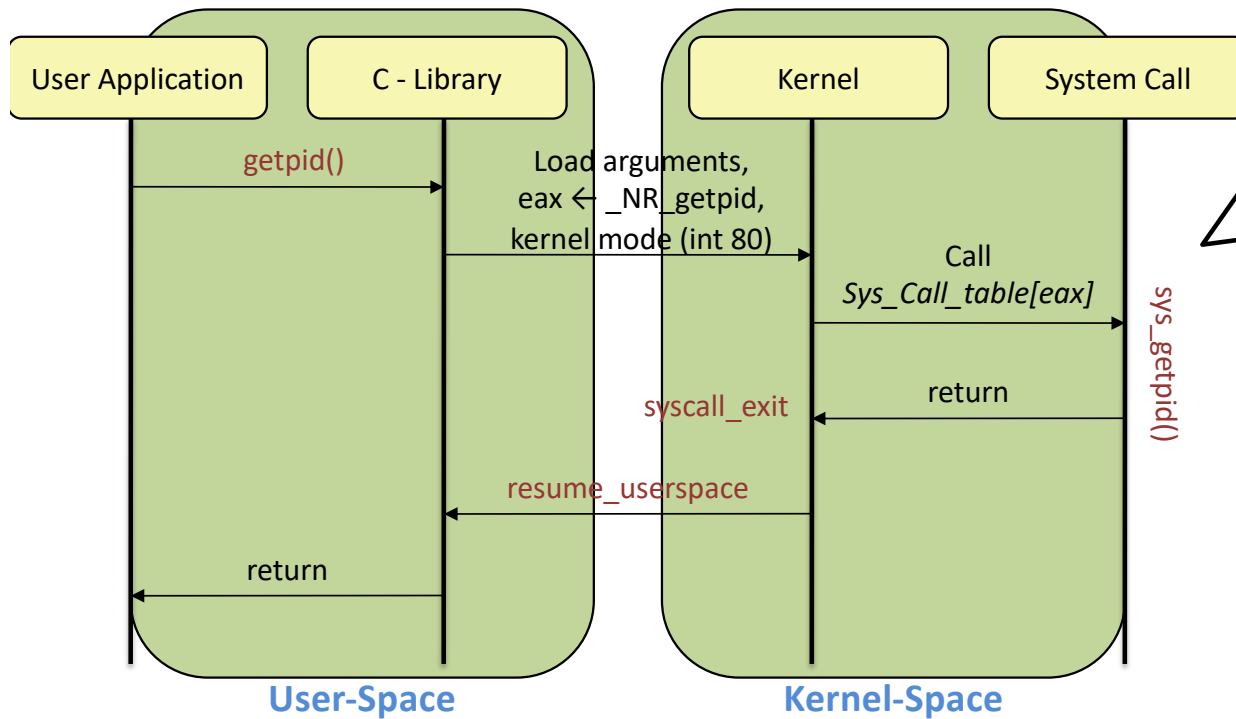 User Application
C - Library
Kernel
System Call
getpid()
Load arguments,
eax ← _NR_getpid,
kernel mode (int 80)
Call
Sys_Call_table[eax]
sys_getpid()
return
syscall_exit
resume_userspace
return
User-Space
Kernel-Space